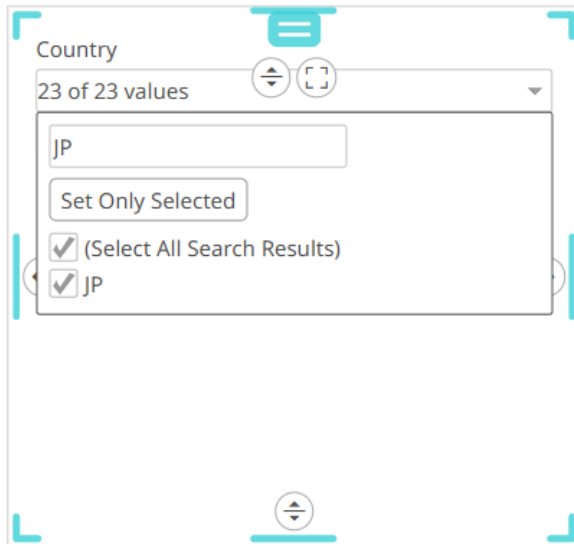 Country
23 of 23 values
JP
Set Only Selected
(Select All Search Results)
JP